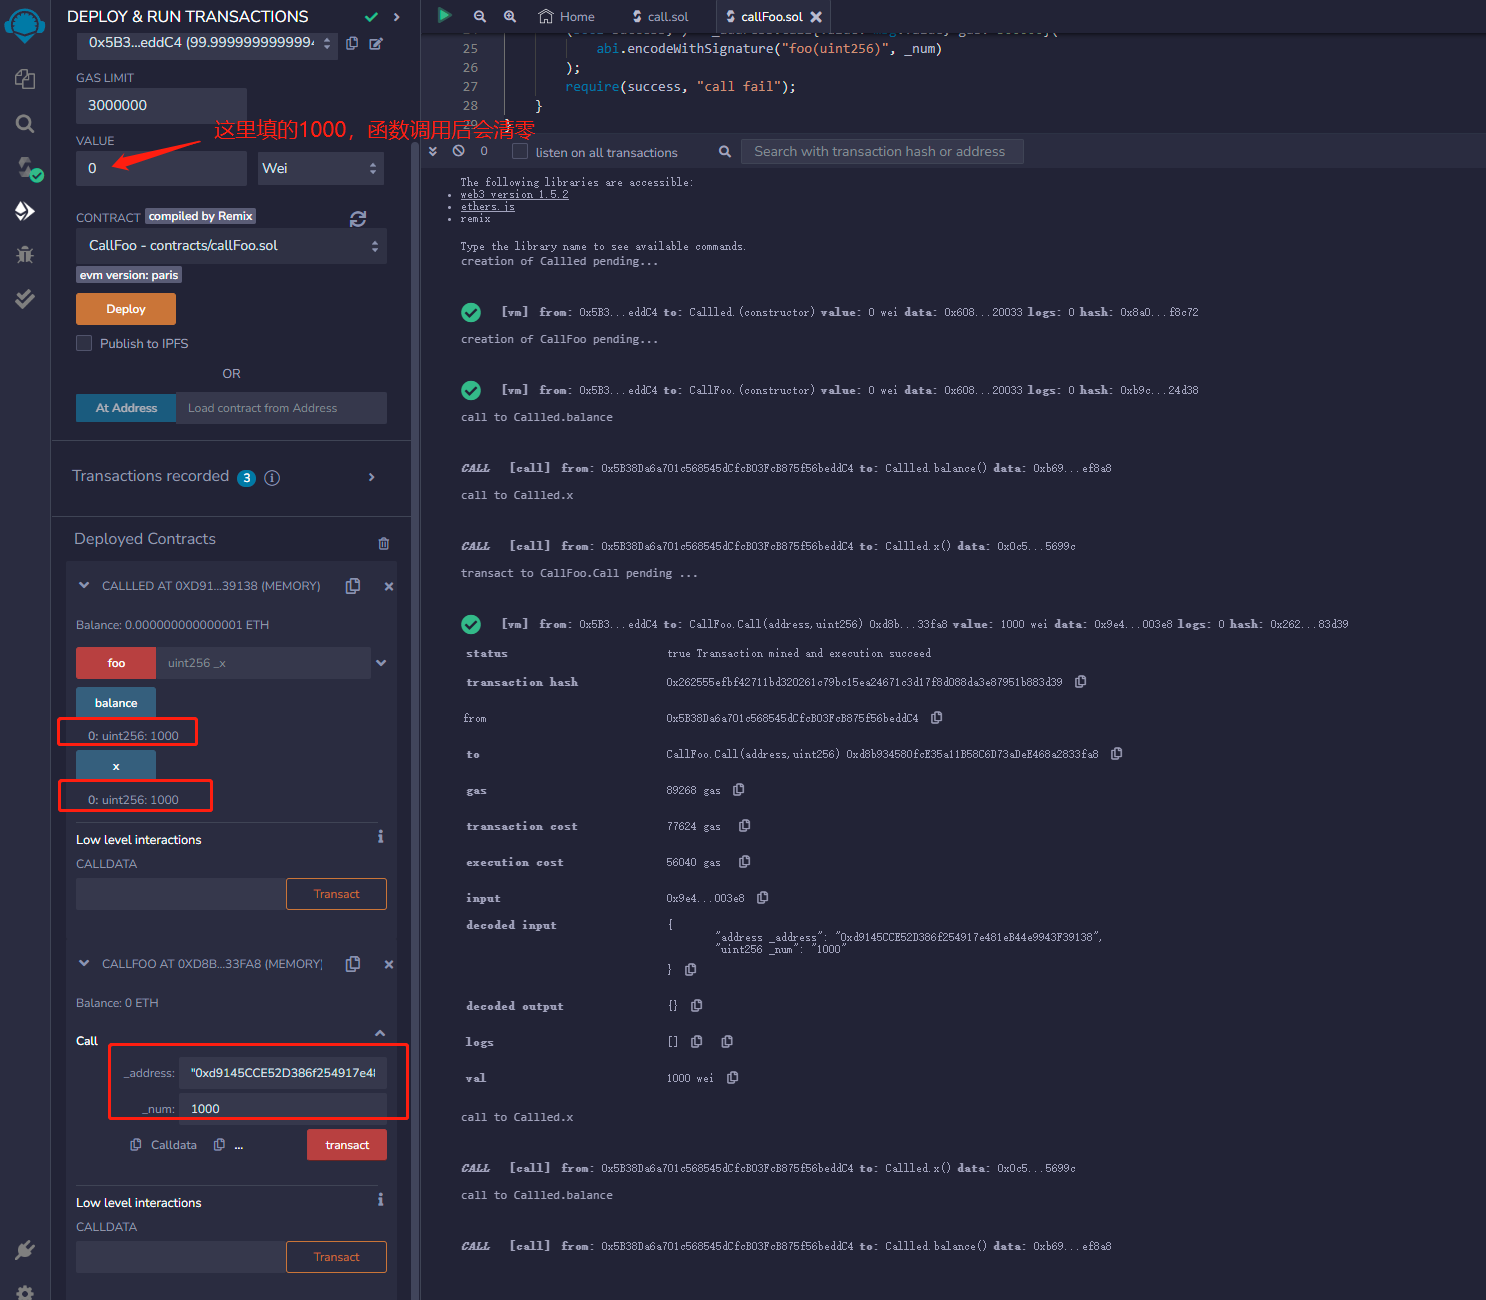 DEPLOY & RUN TRANSACTIONS
0x5B3...eddC4 (99.999999999999
GAS LIMIT
3000000
这里填的1000，函数调用后会清零
VALUE
0
Wei
CONTRACT compiled by Remix
CallFoo - contracts/callFoo.sol
evm version: paris
Deploy
Publish to IPFS
OR
At Address
Load contract from Address
Transactions recorded 3 i
Deployed Contracts
CALLLED AT 0XD91...39138 (MEMORY)
Balance: 0.000000000000001 ETH
foo
uint256 _x
balance
0: uint256: 1000
x
0: uint256: 1000
Low level interactions
CALLDATA
Transact
CALLFOO AT 0XD8B...33FA8 (MEMORY)
Balance: 0 ETH
Call
_address: "0xd9145CCE52D386f254917e48
_num: 1000
Calldata
...
transact
Low level interactions
CALLDATA
Transact
Home
call.sol
callFoo.sol
25 abi.encodeWithSignature("foo(uint256)", _num)
26 );
27 require(success, "call fail");
28 }
29 }
0
listen on all transactions
Search with transaction hash or address
The following libraries are accessible:
• web3 version 1.5.2
• ethers.js
• remix
Type the library name to see available commands.
creation of Callled pending...
[vm] from: 0x5B3...eddC4 to: Callled.(constructor) value: 0 wei data: 0x608...20033 logs: 0 hash: 0x8a0...f8c72
creation of CallFoo pending...
[vm] from: 0x5B3...eddC4 to: CallFoo.(constructor) value: 0 wei data: 0x608...20033 logs: 0 hash: 0xb9c...24d38
call to Callled.balance
CALL [call] from: 0x5B38Da6a701c568545dCfcB03FcB875f56beddC4 to: Callled.balance() data: 0xb69...ef8a8
call to Callled.x
CALL [call] from: 0x5B38Da6a701c568545dCfcB03FcB875f56beddC4 to: Callled.x() data: 0x0c5...5699c
transact to CallFoo.Call pending ...
[vm] from: 0x5B3...eddC4 to: CallFoo.Call(address,uint256) 0xd8b...33fa8 value: 1000 wei data: 0x9e4...003e8 logs: 0 hash: 0x262...83d39
status true Transaction mined and execution succeed
transaction hash 0x262555efbf42711bd320261c79bc15ea24671c3d17f8d088da3e87951b883d39
from 0x5B38Da6a701c568545dCfcB03FcB875f56beddC4
to CallFoo.Call(address,uint256) 0xd8b934580fcE35a11B58C6D73aDeE468a2833fa8
gas 89268 gas
transaction cost 77624 gas
execution cost 56040 gas
input 0x9e4...003e8
decoded input {
"address _address": "0xd9145CCE52D386f254917e481eB44e9943F39138",
"uint256 _num": "1000"
}
decoded output {}
logs []
val 1000 wei
call to Callled.x
CALL [call] from: 0x5B38Da6a701c568545dCfcB03FcB875f56beddC4 to: Callled.x() data: 0x0c5...5699c
call to Callled.balance
CALL [call] from: 0x5B38Da6a701c568545dCfcB03FcB875f56beddC4 to: Callled.balance() data: 0xb69...ef8a8